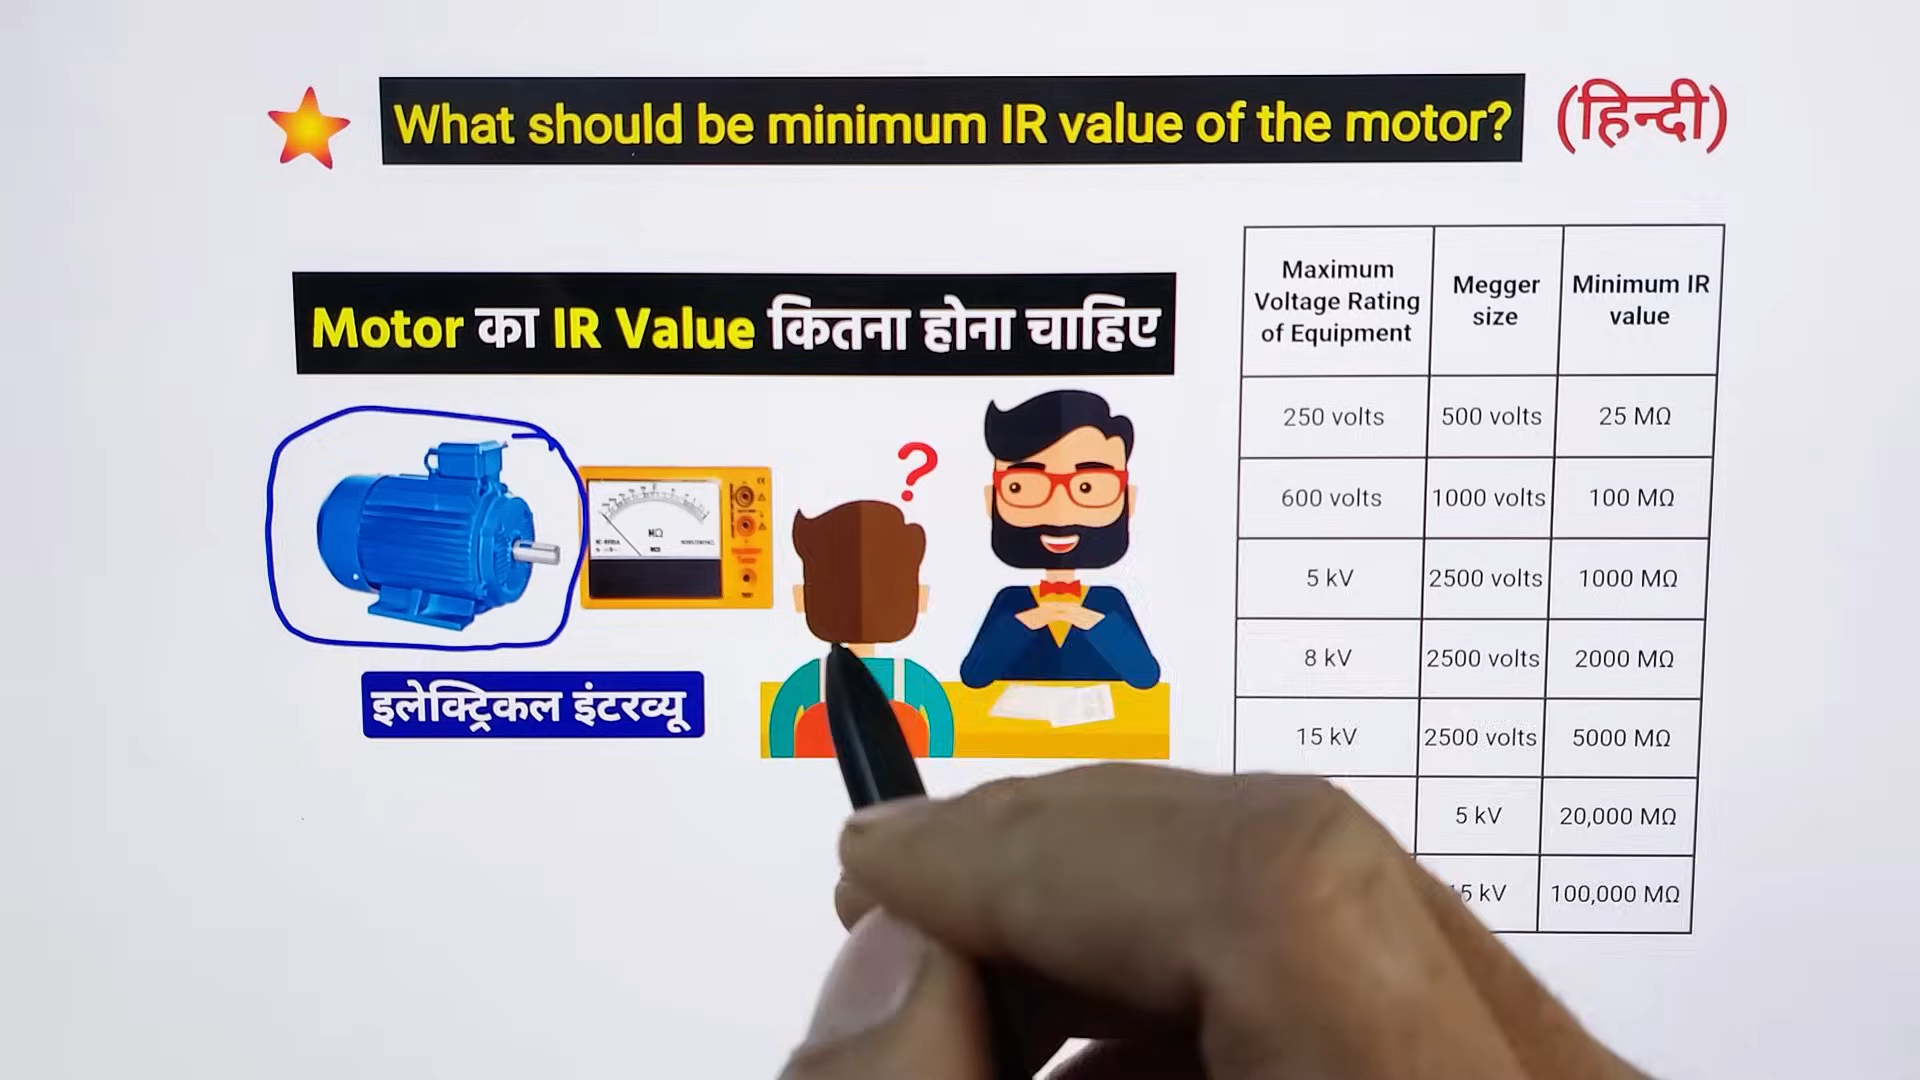 What should be minimum IR value of the motor? (हिन्दी)
Motor का IR Value कितना होना चाहिए
?
MΩ
इलेक्ट्रिकल इंटरव्यू
Maximum Voltage Rating of Equipment Megger size Minimum IR value
250 volts 500 volts 25 MΩ
600 volts 1000 volts 100 MΩ
5 kV 2500 volts 1000 MΩ
8 kV 2500 volts 2000 MΩ
15 kV 2500 volts 5000 MΩ
5 kV 20,000 MΩ
5 kV 100,000 MΩ